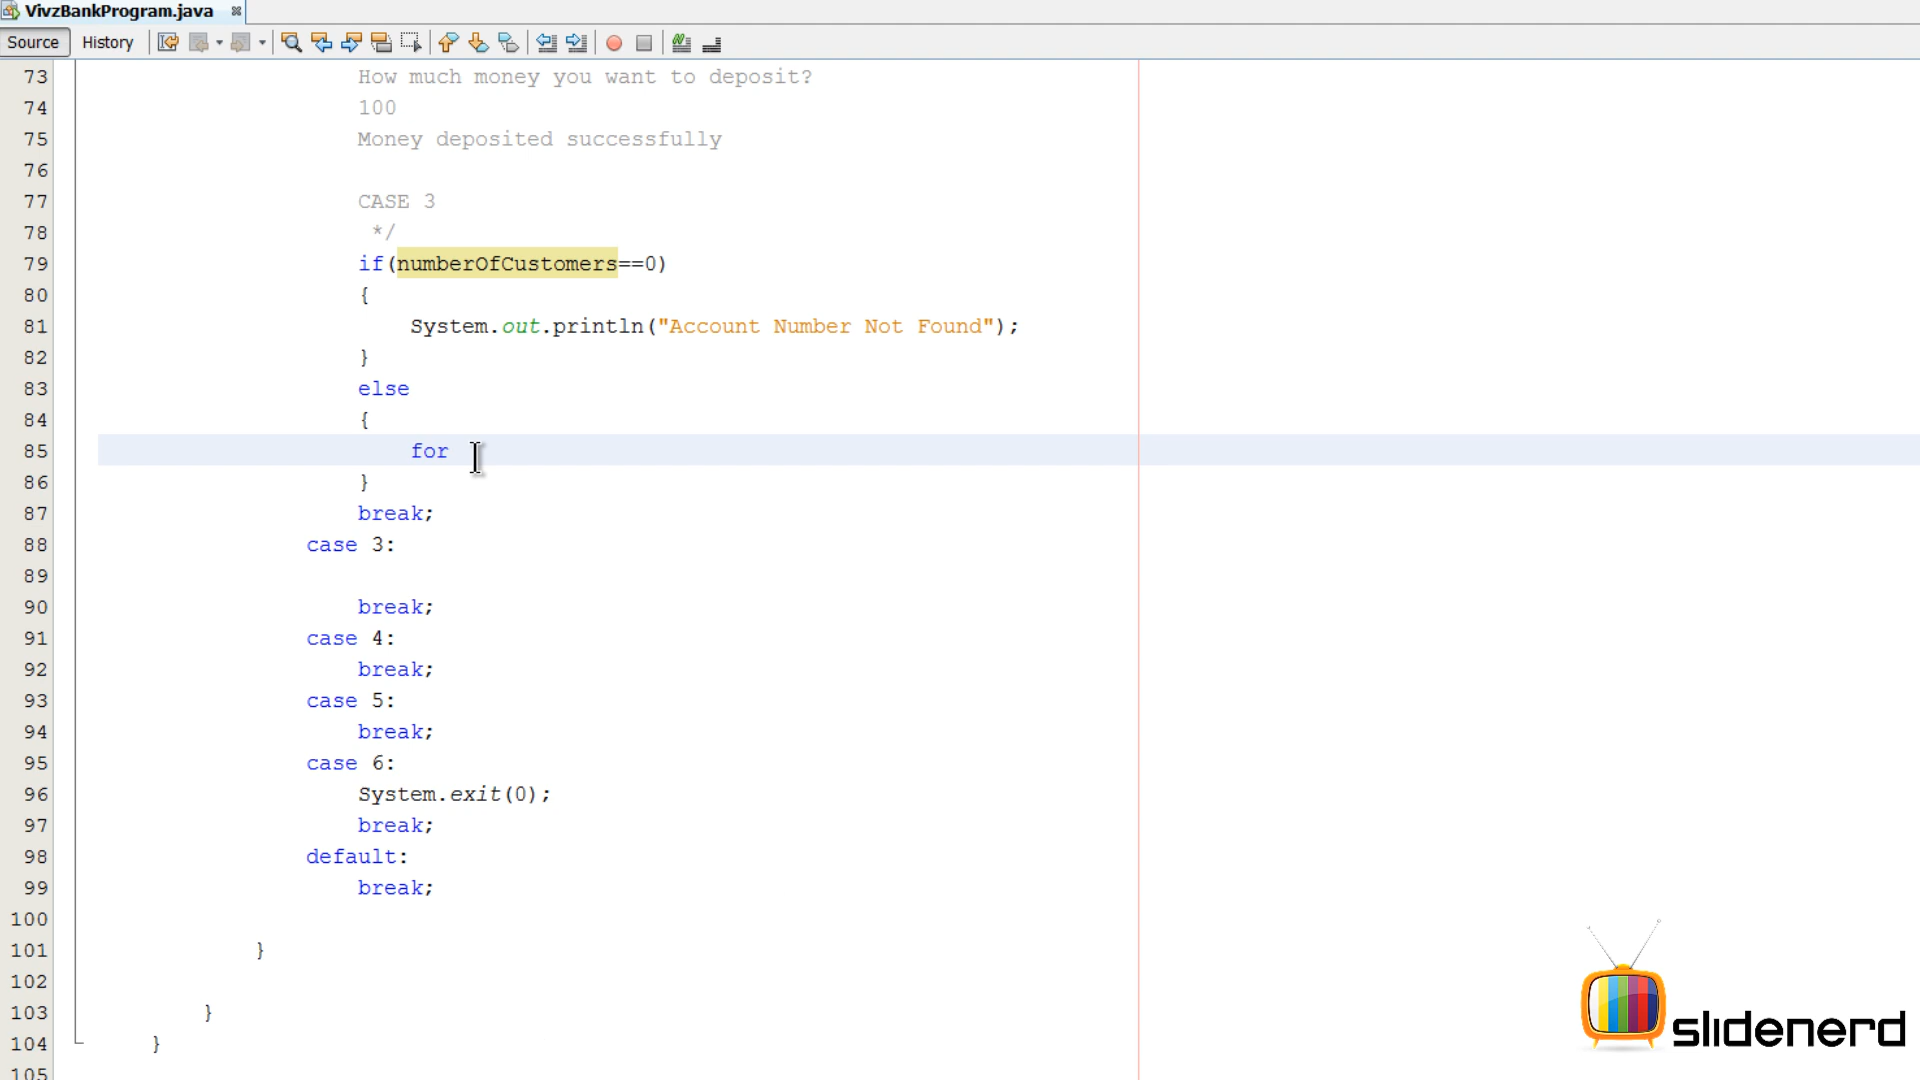 VivzBankProgram.java
Source History
73 How much money you want to deposit?
74 100
75 Money deposited successfully
76
77 CASE 3
78 */
79 if(numberOfCustomers==0)
80 {
81 System.out.println("Account Number Not Found");
82 }
83 else
84 {
85 for
86 }
87 break;
88 case 3:
89
90 break;
91 case 4:
92 break;
93 case 5:
94 break;
95 case 6:
96 System.exit(0);
97 break;
98 default:
99 break;
100
101 }
102
103 }
104 }
105
slidenerd